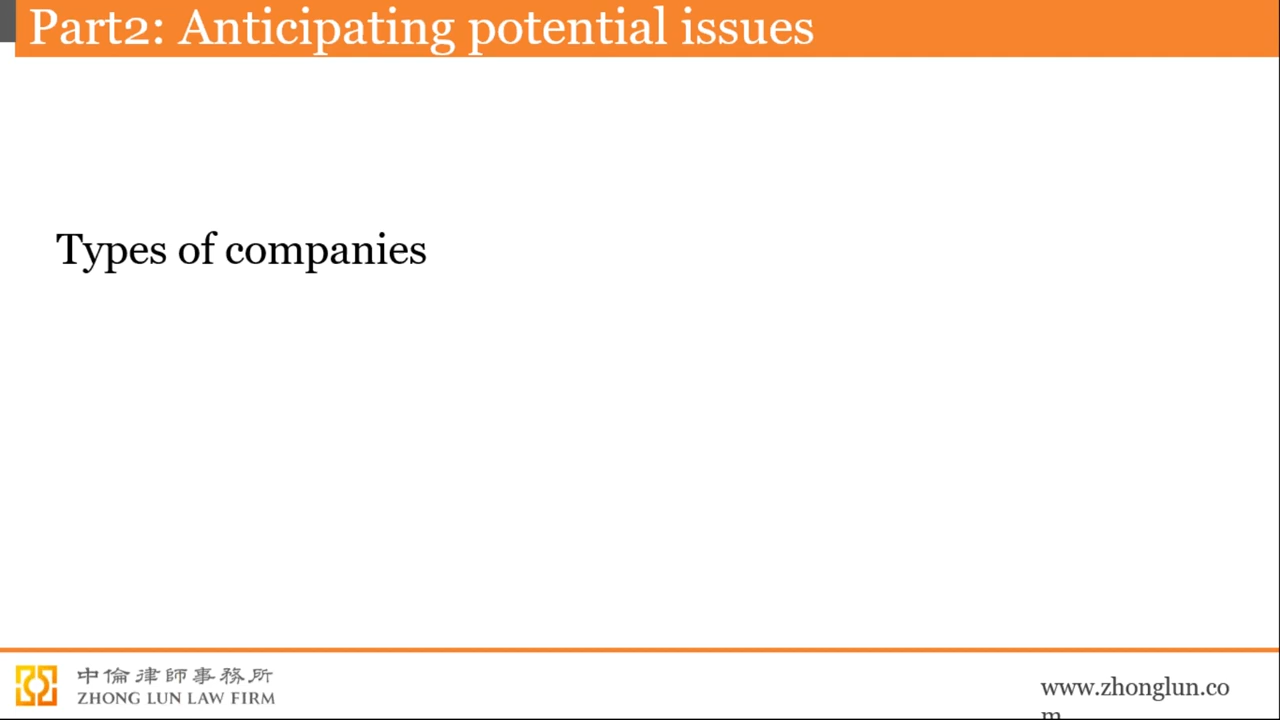 Part2: Anticipating potential issues
Types of companies
中倫律師事務所
ZHONG LUN LAW FIRM
www.zhonglun.co
m